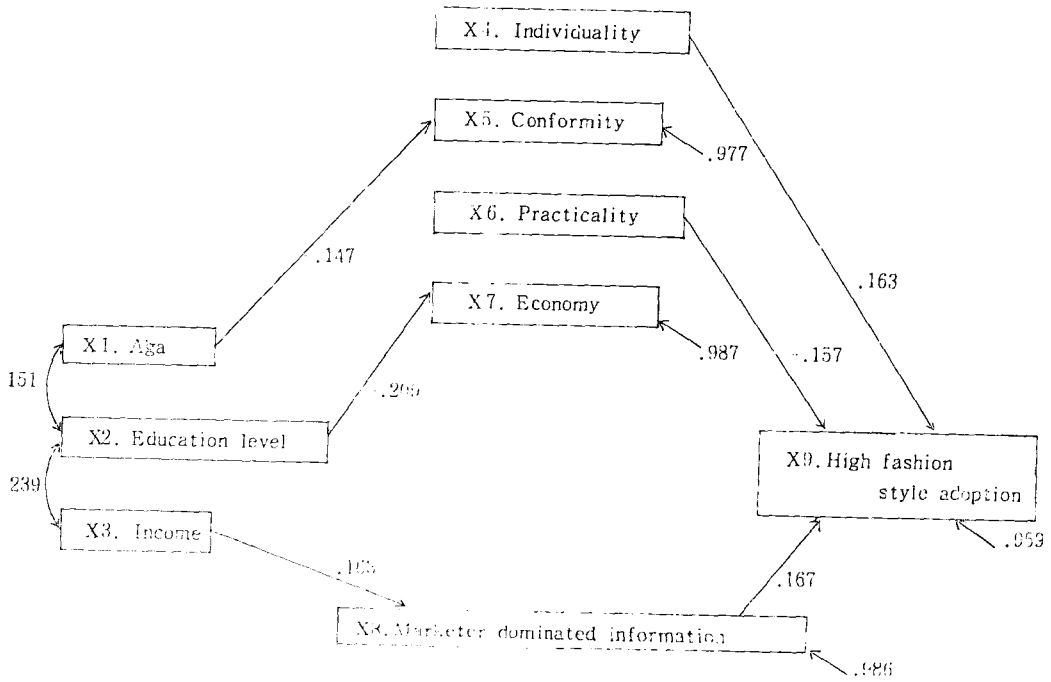 X4. Individuality
X5. Conformity
.977
X6. Practicality
-.147
.163
X7. Economy
X1. Aga
.987
-.157
151
X2. Education level
X9. High fashion
style adoption
239
X3. Income
.167
X8. Marketer dominated information
.986